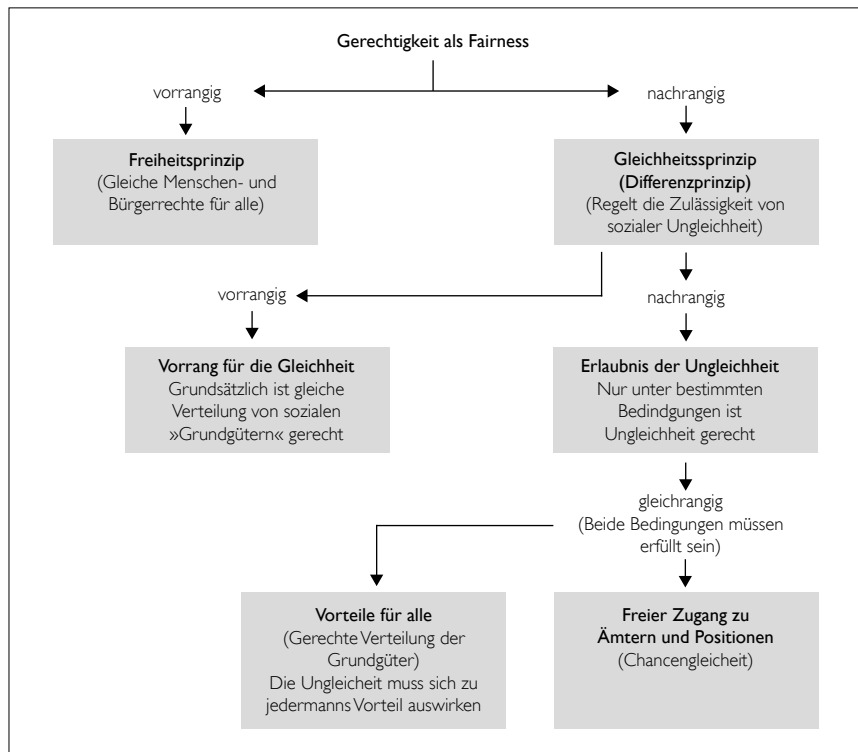 Gerechtigkeit als Fairness
vorrangig
nachrangig
Freiheitsprinzip
(Gleiche Menschen- und
Bürgerrechte für alle)
Gleichheitssprinzip
(Differenzprinzip)
(Regelt die Zulässigkeit von
sozialer Ungleichheit)
vorrangig
nachrangig
Vorrang für die Gleichheit
Grundsätzlich ist gleiche
Verteilung von sozialen
»Grundgütern« gerecht
Erlaubnis der Ungleichheit
Nur unter bestimmten
Bedindgungen ist
Ungleichheit gerecht
gleichrangig
(Beide Bedingungen müssen
erfüllt sein)
Vorteile für alle
(Gerechte Verteilung der
Grundgüter)
Die Ungleicheit muss sich zu
jedermanns Vorteil auswirken
Freier Zugang zu
Ämtern und Positionen
(Chancengleicheit)